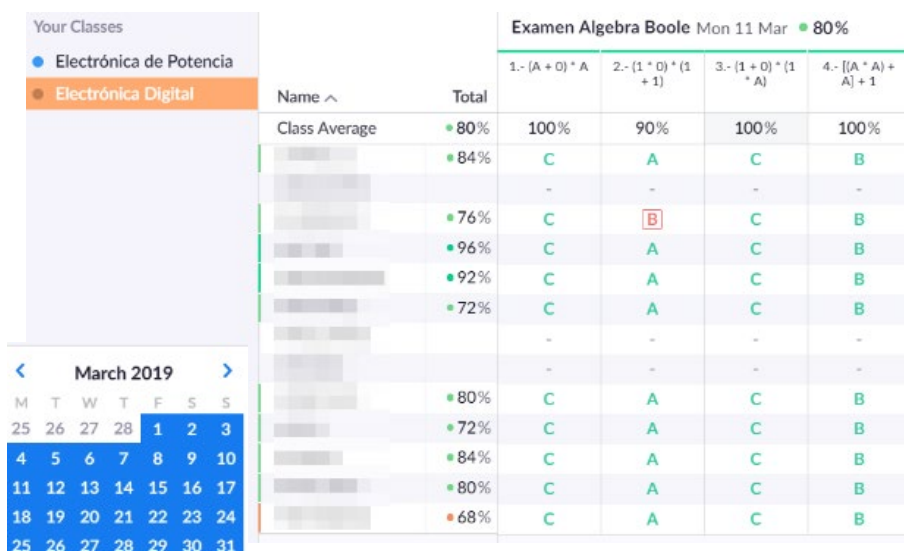 Your Classes
Electrónica de Potencia
Electrónica Digital
March 2019
M T W T F S S
25 26 27 28 1 2 3
4 5 6 7 8 9 10
11 12 13 14 15 16 17
18 19 20 21 22 23 24
25 26 27 28 29 30 31
Examen Algebra Boole Mon 11 Mar 80%
Name Total 1.- (A + 0) * A 2.- (1 * 0) * (1 + 1) 3.- (1 + 0) * (1 * A) 4.- [(A * A) + A] + 1
Class Average 80% 100% 90% 100% 100%
84% C A C B
- - - -
76% C B C B
96% C A C B
92% C A C B
72% C A C B
- - - -
- - - -
80% C A C B
72% C A C B
84% C A C B
80% C A C B
68% C A C B